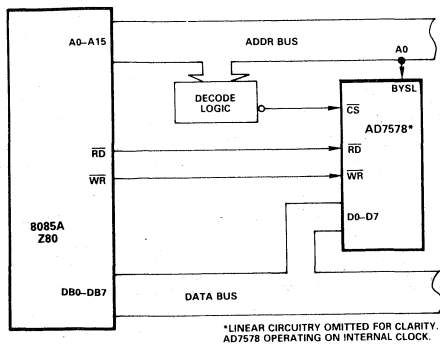 A0–A15
ADDR BUS
A0
BYSL
DECODE
LOGIC
CS
AD7578*
RD
RD
WR
WR
D0–D7
8085A
Z80
DB0–DB7
DATA BUS
*LINEAR CIRCUITRY OMITTED FOR CLARITY.
AD7578 OPERATING ON INTERNAL CLOCK.